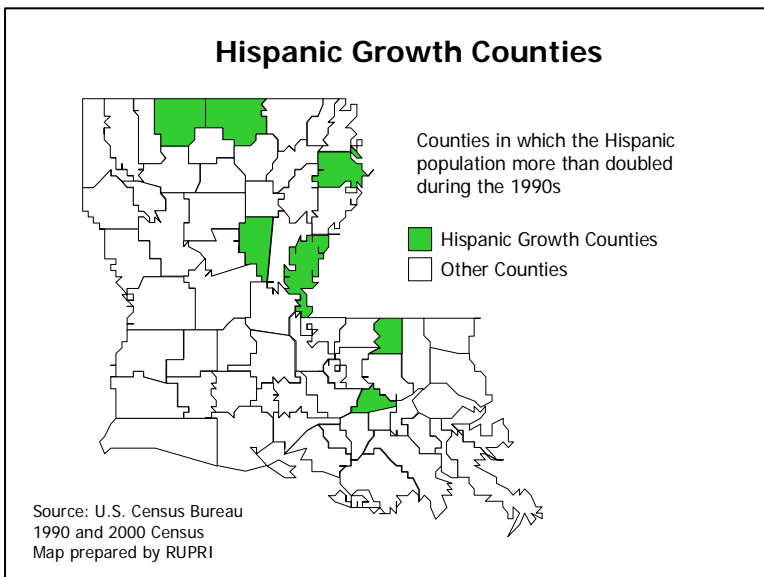 Hispanic Growth Counties
Counties in which the Hispanic
population more than doubled
during the 1990s
Hispanic Growth Counties
Other Counties
Source: U.S. Census Bureau
1990 and 2000 Census
Map prepared by RUPRI